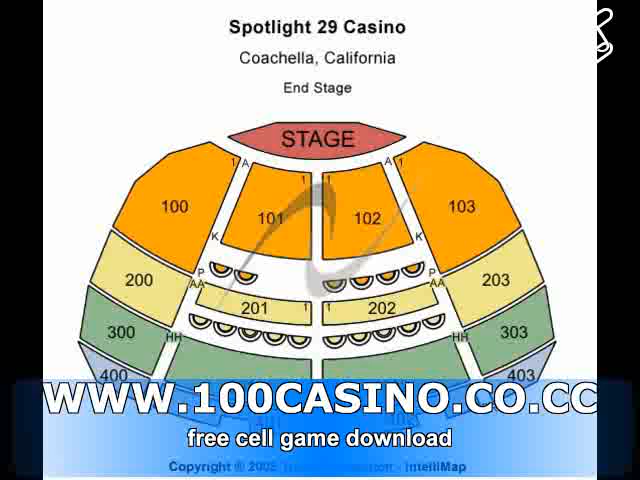 Spotlight 29 Casino
Coachella, California
End Stage
STAGE
1 A
A 1
1 1
100
101
102
103
K
K
P
P
AA
AA
200
201
1 1
202
203
300
HH
HH
303
400
403
WWW.100CASINO.CO.CC
free cell game download
Copyright ©
- IntelliMap